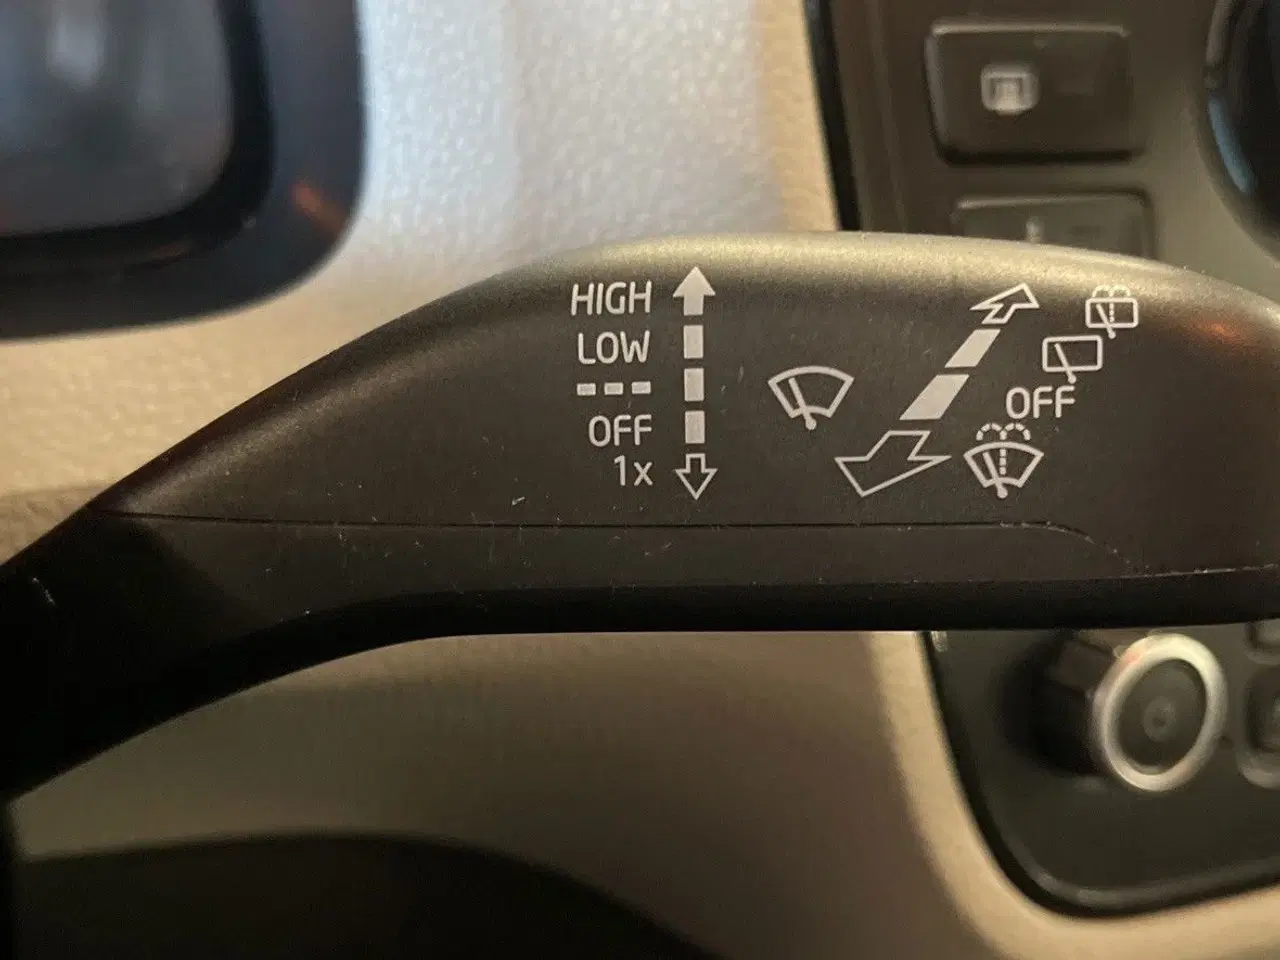 HIGH
LOW
---
OFF
1x
OFF